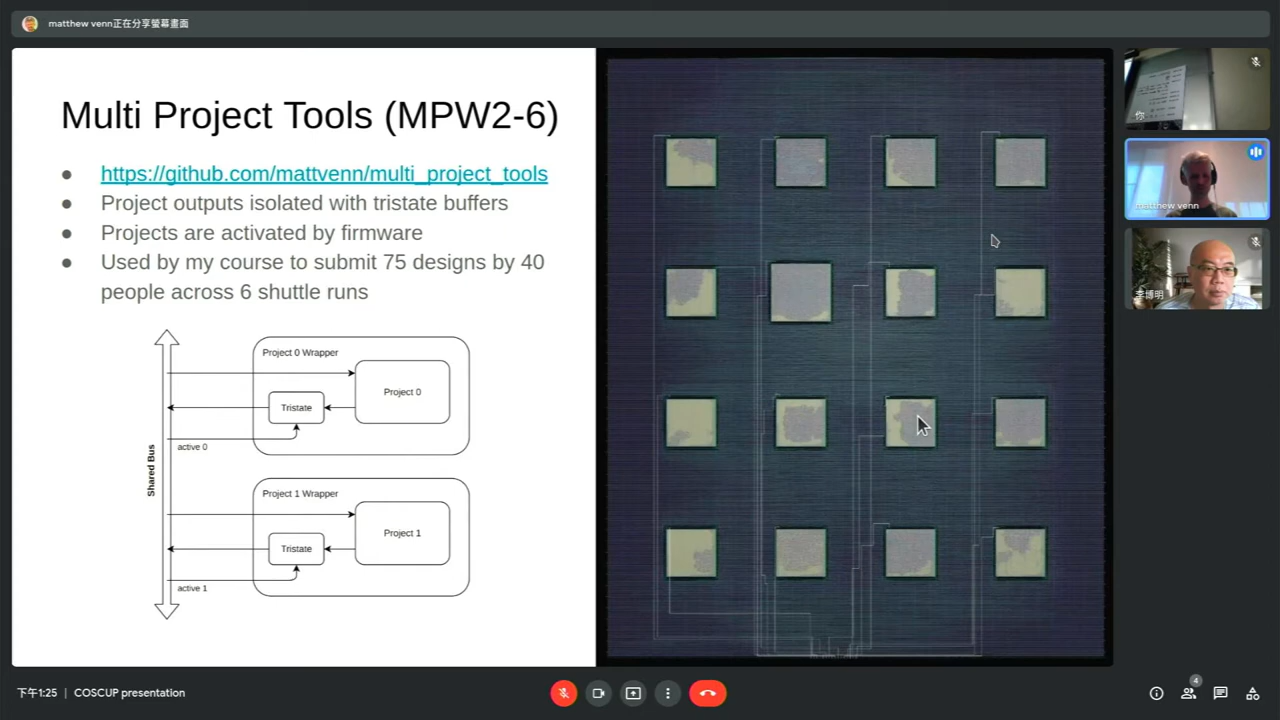 matthew venn正在分享螢幕畫面
Multi Project Tools (MPW2-6)
https://github.com/mattvenn/multi_project_tools
Project outputs isolated with tristate buffers
Projects are activated by firmware
Used by my course to submit 75 designs by 40
people across 6 shuttle runs
Shared Bus
Project 0 Wrapper
Project 0
Tristate
active 0
Project 1 Wrapper
Project 1
Tristate
active 1
你
matthew venn
李博明
下午1:25 | COSCUP presentation
4